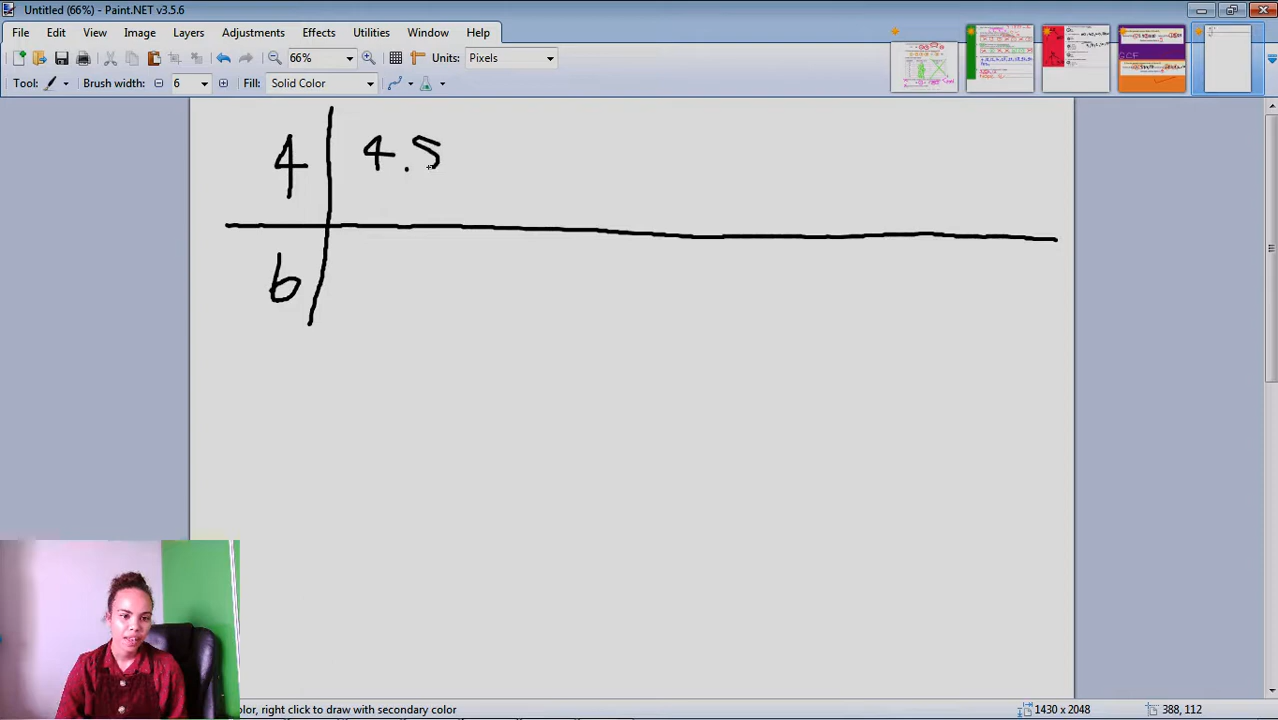 Untitled (66%) - Paint.NET v3.5.6
File Edit View Image Layers Adjustments Effects Utilities Window Help
66% Units: Pixels
Tool: Brush width: 6 Fill: Solid Color
4 4.5
6
olor, right click to draw with secondary color 1430 x 2048 388, 112